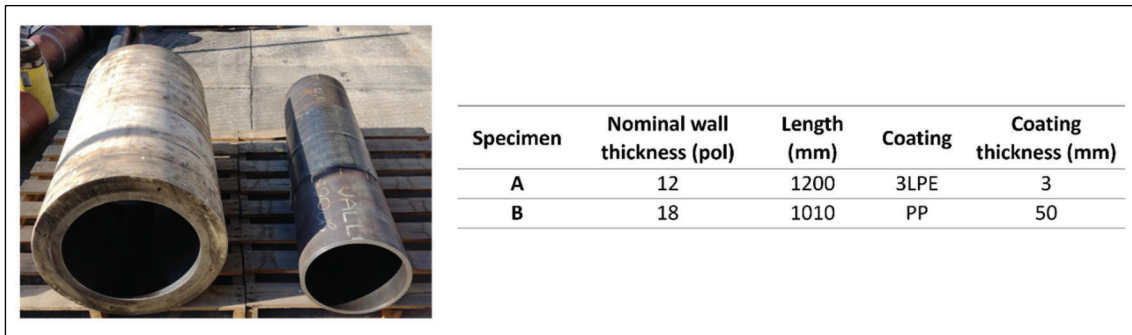 VALLO
Specimen Nominal wall thickness (pol) Length (mm) Coating Coating thickness (mm)
A 12 1200 3LPE 3
B 18 1010 PP 50